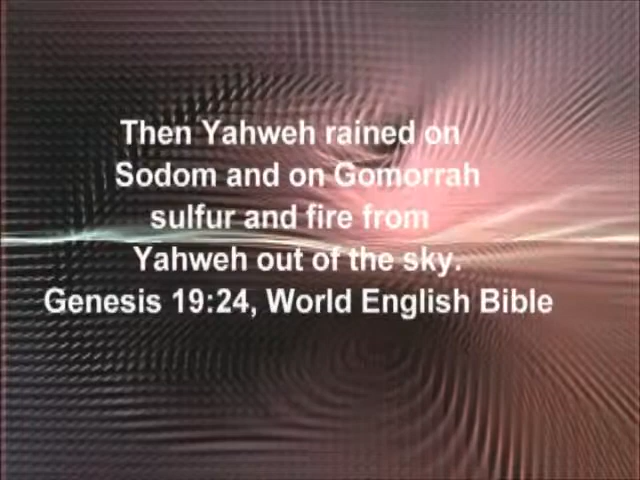 Then Yahweh rained on
Sodom and on Gomorrah
sulfur and fire from
Yahweh out of the sky.
Genesis 19:24, World English Bible